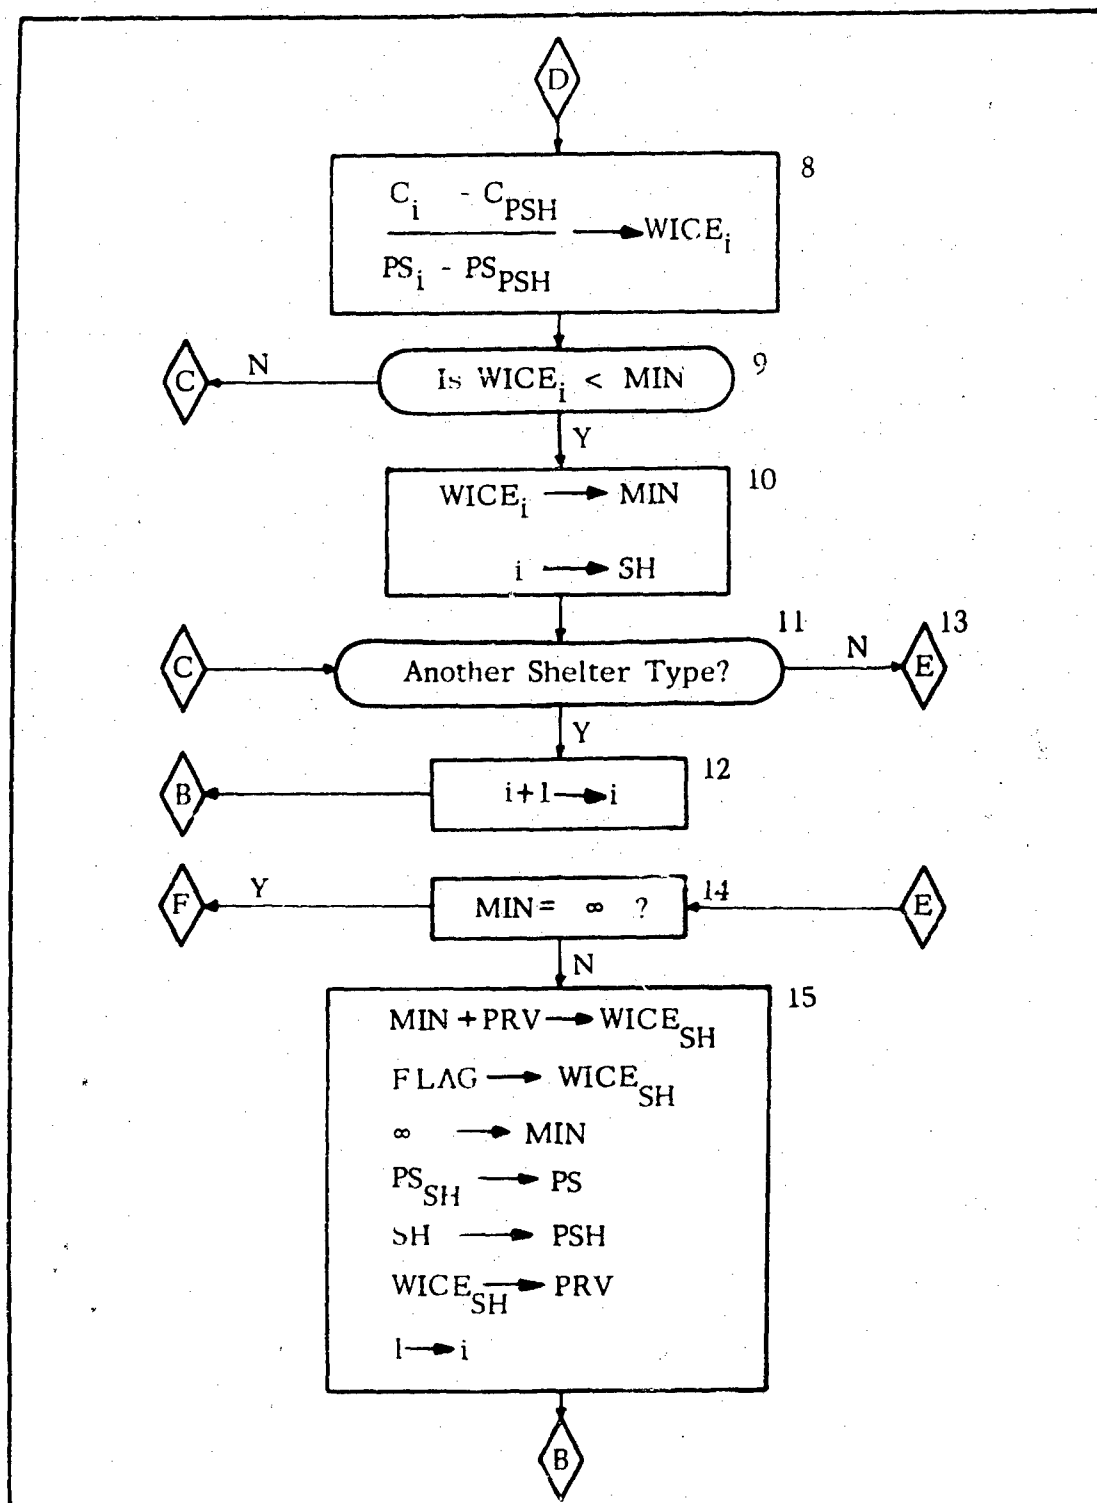 D
8
C_i - C_PSH
→ WICE_i
PS_i - PS_PSH
C
N
Is WICE_i < MIN
9
Y
WICE_i → MIN
10
i → SH
C
Another Shelter Type?
11
N
13
E
Y
B
i+1 → i
12
F
Y
MIN = ∞ ?
14
E
N
15
MIN + PRV → WICE_SH
FLAG → WICE_SH
∞ → MIN
PS_SH → PS
SH → PSH
WICE_SH → PRV
1 → i
B